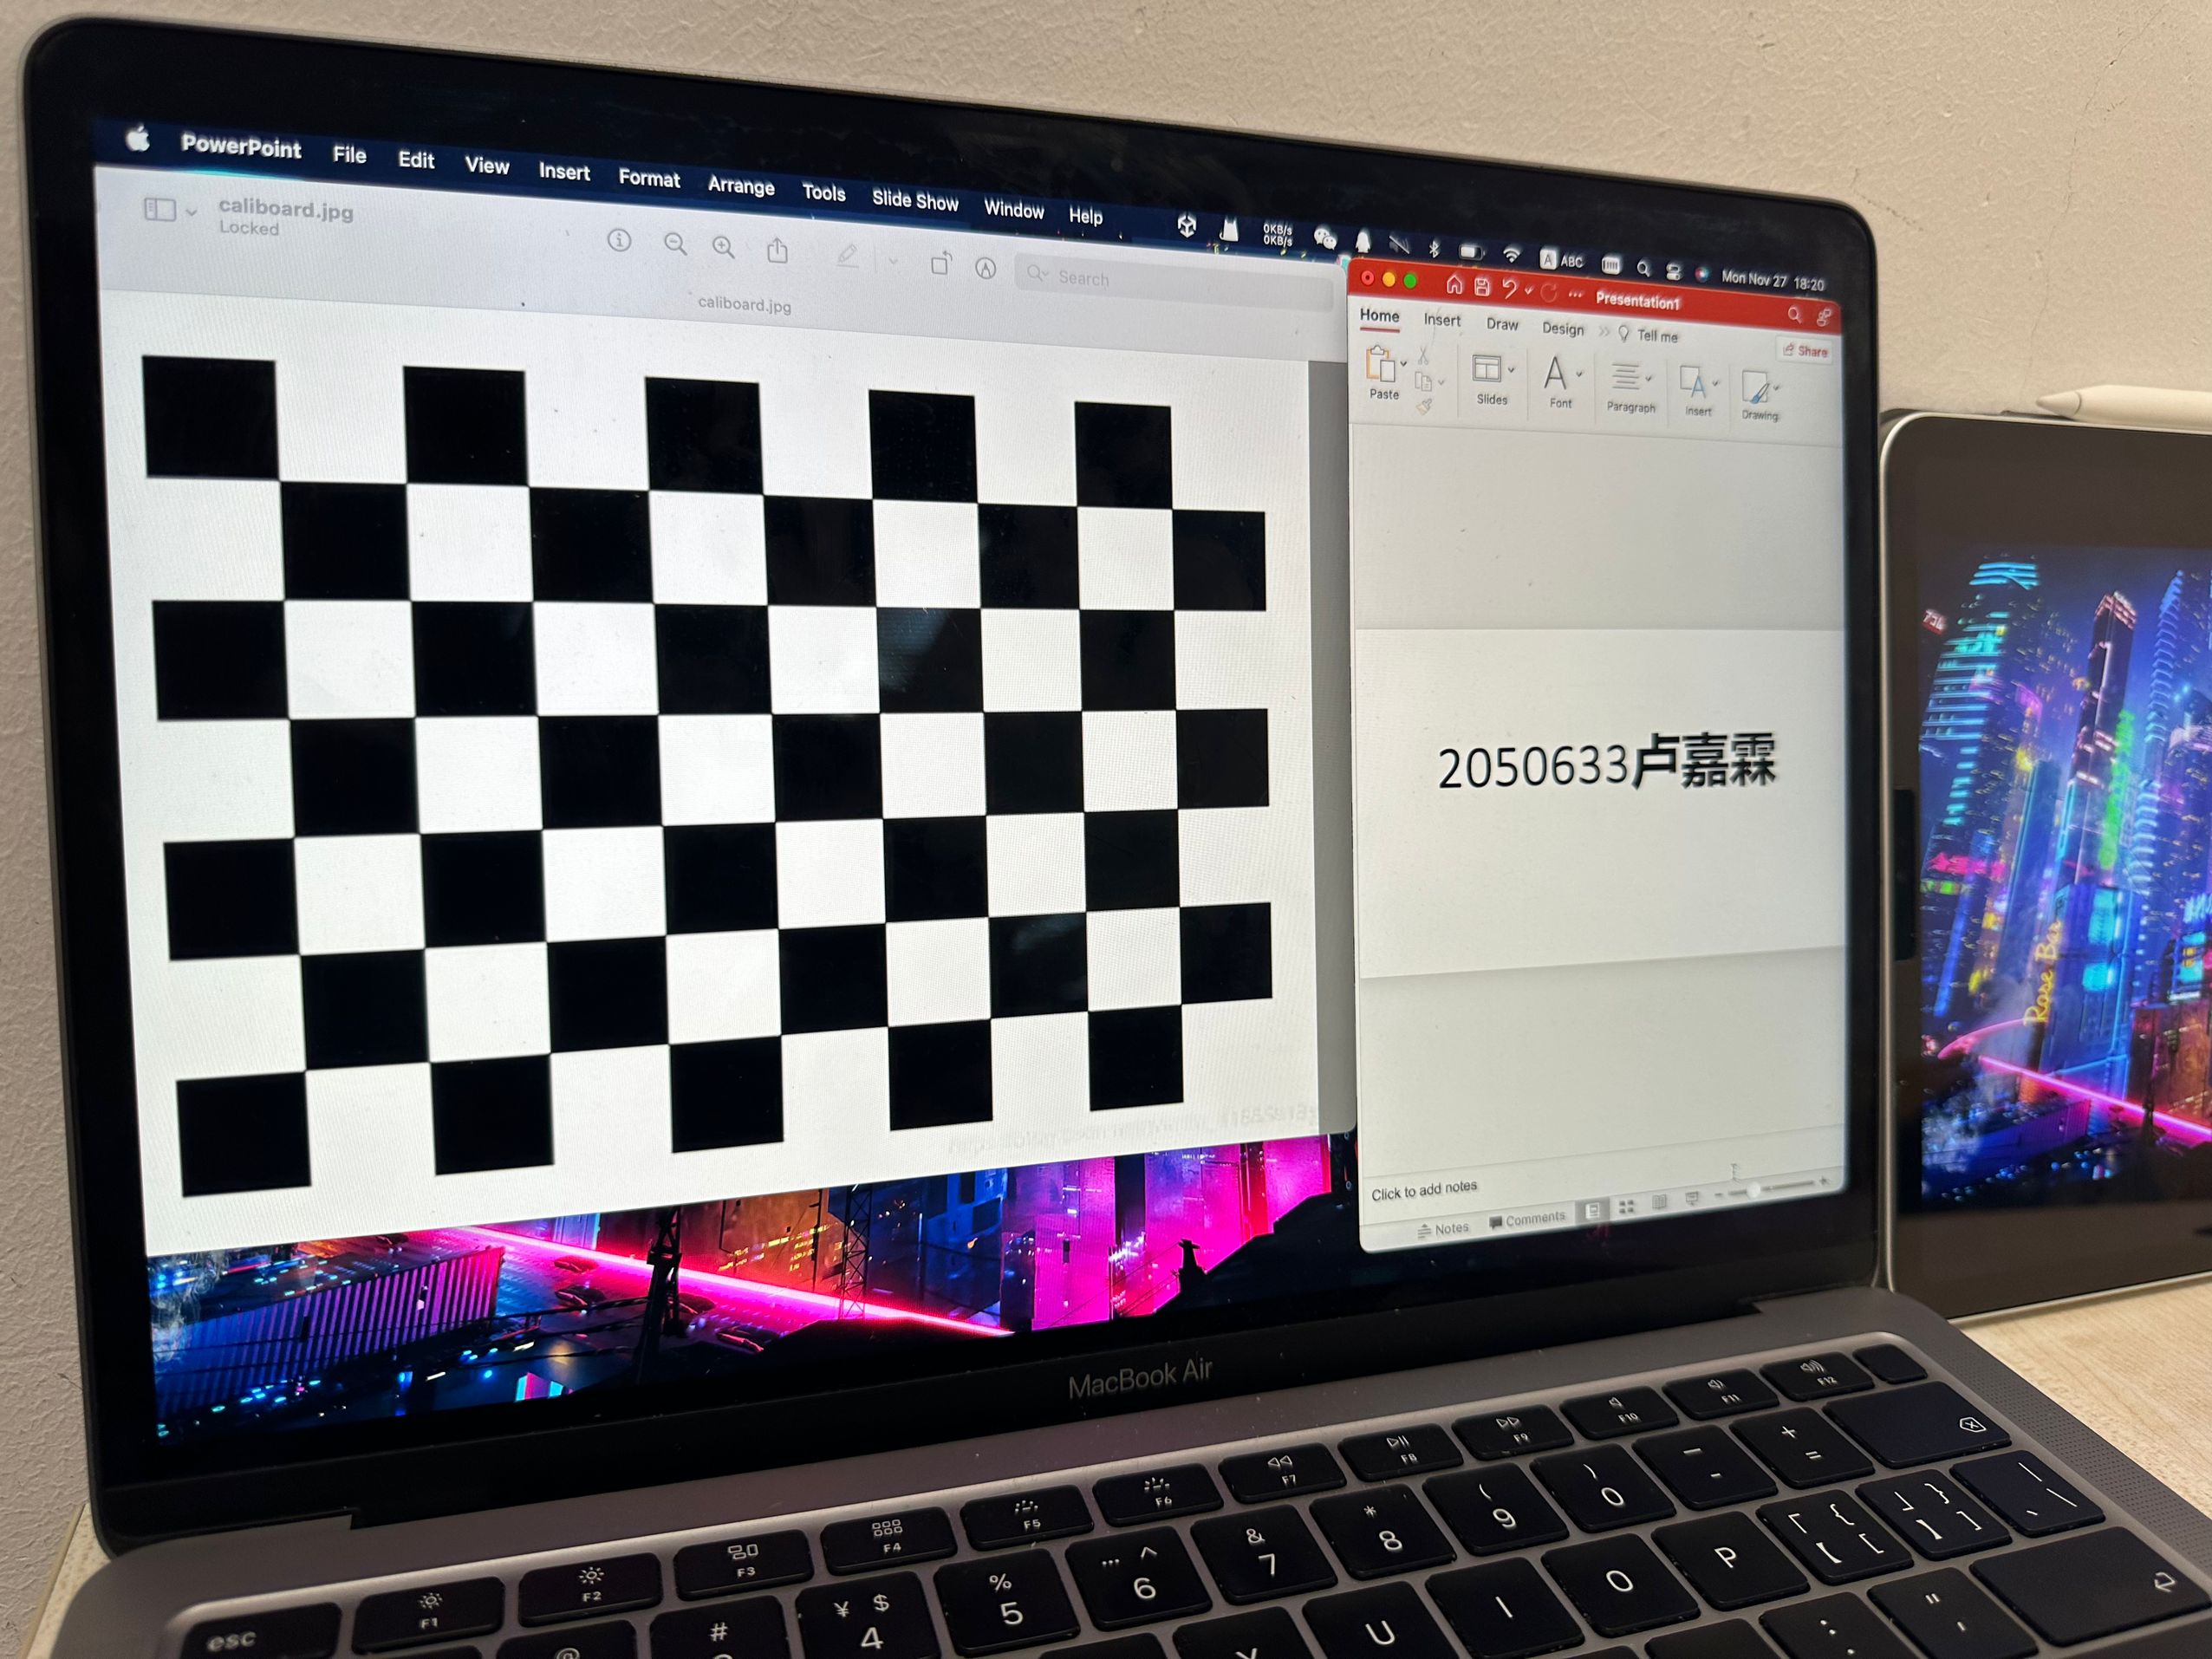 PowerPoint File Edit View Insert Format Arrange Tools Slide Show Window Help 0KB/s 0KB/s ABC Mon Nov 27 18:20
caliboard.jpg
Locked
Search
caliboard.jpg
Presentation1
Home Insert Draw Design Tell me
Share
Paste Slides Font Paragraph Insert Drawing
2050633卢嘉霖
Click to add notes
Notes Comments
Rose Bar
MacBook Air
esc F1 F2 F3 F4 F5 F6 F7 F8 F9 F10 F11 F12
# ¥ $ 4 % 5 … ^ 6 & 7 * 8 ( 9 ) 0 — - + =
U I O P 「 { 【 [ 」 } 】 ] | 、 \
: ; " '